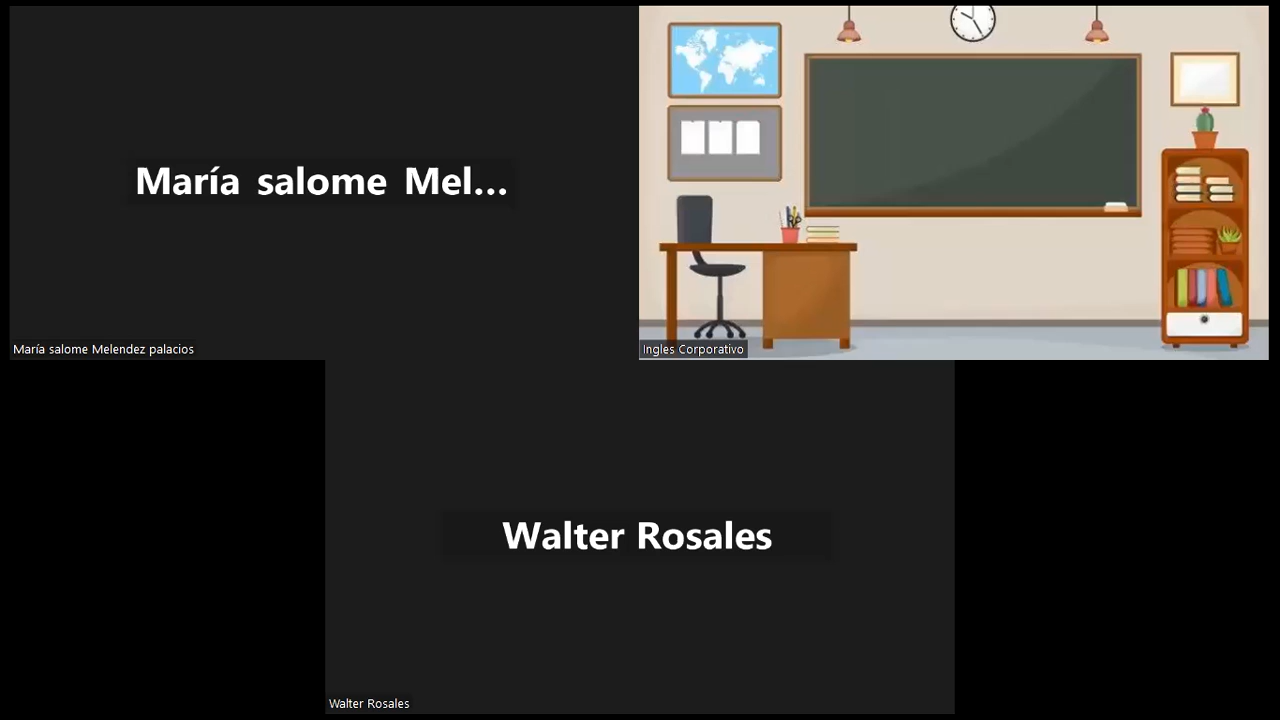 María salome Mel...
María salome Melendez palacios
Ingles Corporativo
Walter Rosales
Walter Rosales